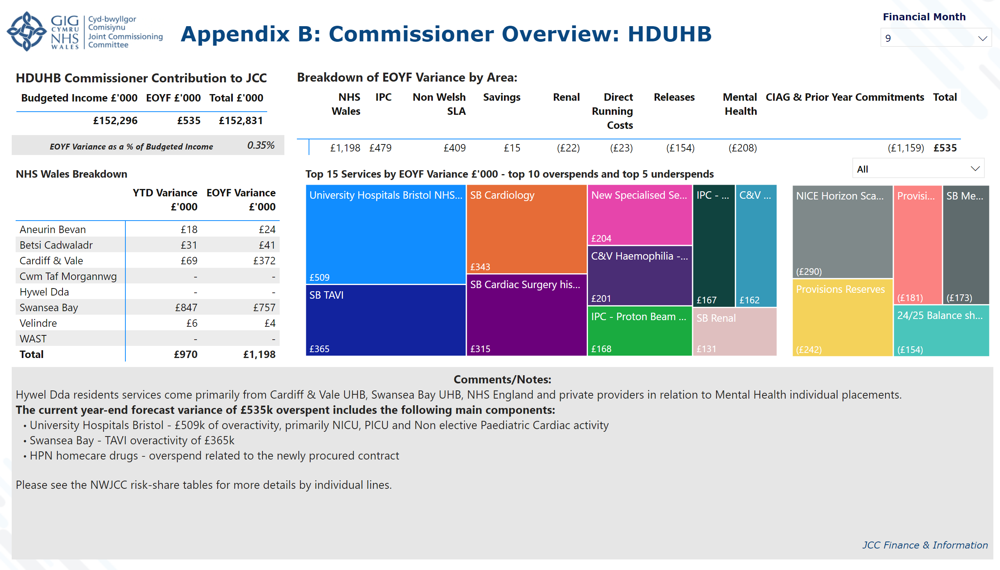 GIG
CYMRU
NHS
WALES
Cyd-bwyllgor
Comisiynu
Joint Commissioning
Committee
Appendix B: Commissioner Overview: HDUHB
Financial Month
9
HDUHB Commissioner Contribution to JCC
Budgeted Income £'000 EOYF £'000 Total £'000
£152,296 £535 £152,831
EOYF Variance as a % of Budgeted Income 0.35%
Breakdown of EOYF Variance by Area:
NHS Wales IPC Non Welsh SLA Savings Renal Direct Running Costs Releases Mental Health CIAG & Prior Year Commitments Total
£1,198 £479 £409 £15 (£22) (£23) (£154) (£208) (£1,159) £535
All
NHS Wales Breakdown
YTD Variance £'000 EOYF Variance £'000
Aneurin Bevan £18 £24
Betsi Cadwaladr £31 £41
Cardiff & Vale £69 £372
Cwm Taf Morgannwg - -
Hywel Dda - -
Swansea Bay £847 £757
Velindre £6 £4
WAST - -
Total £970 £1,198
Top 15 Services by EOYF Variance £'000 - top 10 overspends and top 5 underspends
University Hospitals Bristol NHS...
£509
SB TAVI
£365
SB Cardiology
£343
SB Cardiac Surgery his...
£315
New Specialised Se...
£204
C&V Haemophilia -...
£201
IPC - Proton Beam ...
£168
IPC - ...
£167
C&V ...
£162
SB Renal
£131
NICE Horizon Sca...
(£290)
Provisions Reserves
(£242)
Provisi...
(£181)
SB Me...
(£173)
24/25 Balance sh...
(£154)
Comments/Notes:
Hywel Dda residents services come primarily from Cardiff & Vale UHB, Swansea Bay UHB, NHS England and private providers in relation to Mental Health individual placements.
The current year-end forecast variance of £535k overspent includes the following main components:
• University Hospitals Bristol - £509k of overactivity, primarily NICU, PICU and Non elective Paediatric Cardiac activity
• Swansea Bay - TAVI overactivity of £365k
• HPN homecare drugs - overspend related to the newly procured contract
Please see the NWJCC risk-share tables for more details by individual lines.
JCC Finance & Information